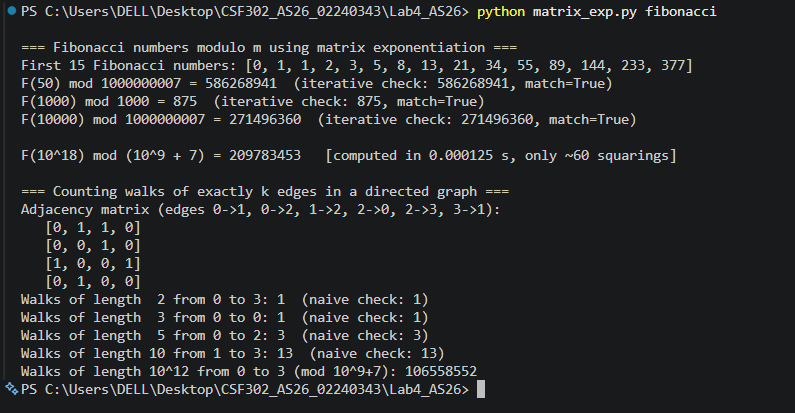 PS C:\Users\DELL\Desktop\CSF302_AS26_02240343\Lab4_AS26> python matrix_exp.py fibonacci
=== Fibonacci numbers modulo m using matrix exponentiation ===
First 15 Fibonacci numbers: [0, 1, 1, 2, 3, 5, 8, 13, 21, 34, 55, 89, 144, 233, 377]
F(50) mod 1000000007 = 586268941  (iterative check: 586268941, match=True)
F(1000) mod 1000 = 875  (iterative check: 875, match=True)
F(10000) mod 1000000007 = 271496360  (iterative check: 271496360, match=True)
F(10^18) mod (10^9 + 7) = 209783453   [computed in 0.000125 s, only ~60 squarings]
=== Counting walks of exactly k edges in a directed graph ===
Adjacency matrix (edges 0->1, 0->2, 1->2, 2->0, 2->3, 3->1):
[0, 1, 1, 0]
[0, 0, 1, 0]
[1, 0, 0, 1]
[0, 1, 0, 0]
Walks of length  2 from 0 to 3: 1  (naive check: 1)
Walks of length  3 from 0 to 0: 1  (naive check: 1)
Walks of length  5 from 0 to 2: 3  (naive check: 3)
Walks of length 10 from 1 to 3: 13  (naive check: 13)
Walks of length 10^12 from 0 to 3 (mod 10^9+7): 106558552
PS C:\Users\DELL\Desktop\CSF302_AS26_02240343\Lab4_AS26>